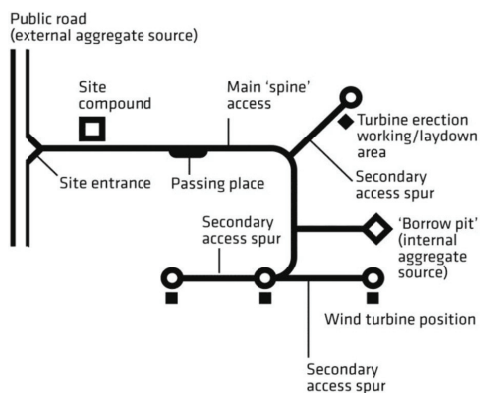 Public road
(external aggregate source)
Site
compound
Main ‘spine’
access
Turbine erection
working/laydown
area
Site entrance
Passing place
Secondary
access spur
Secondary
access spur
‘Borrow pit’
(internal
aggregate
source)
Wind turbine position
Secondary
access spur